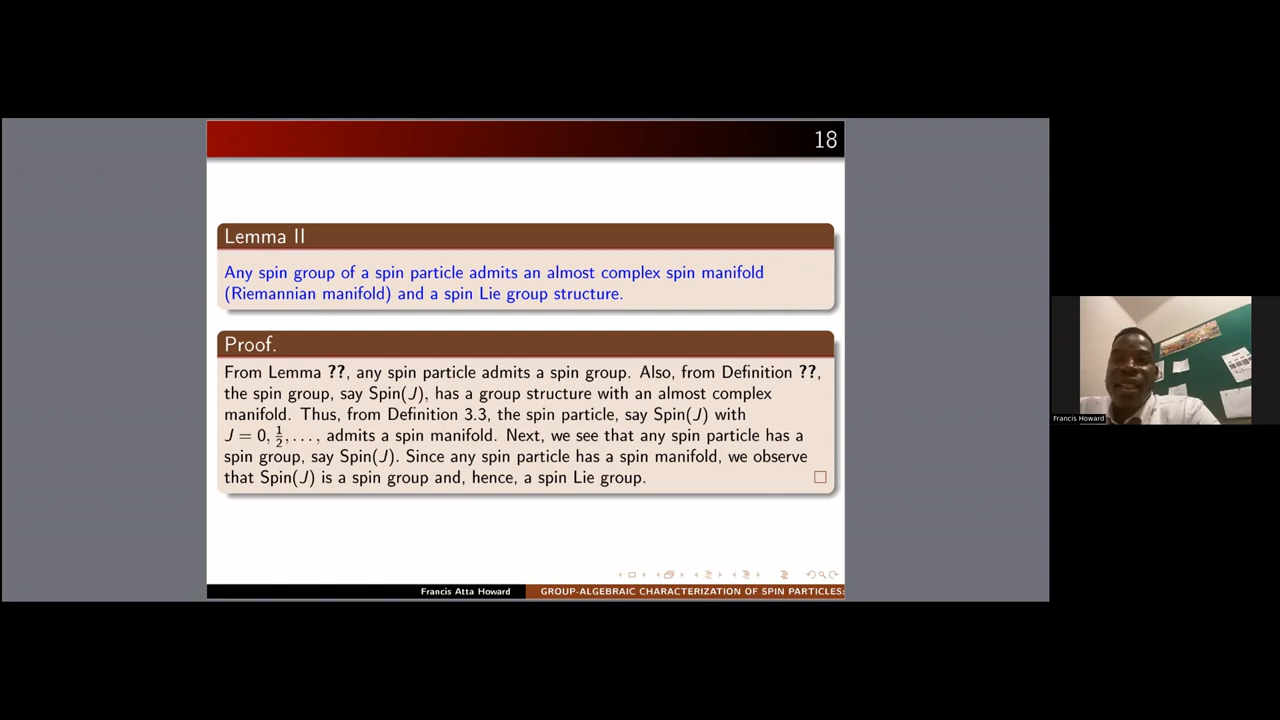 18
Lemma II
Any spin group of a spin particle admits an almost complex spin manifold
(Riemannian manifold) and a spin Lie group structure.
Proof.
From Lemma ??, any spin particle admits a spin group. Also, from Definition ??,
the spin group, say Spin(J), has a group structure with an almost complex
manifold. Thus, from Definition 3.3, the spin particle, say Spin(J) with
J = 0, 1/2, . . . , admits a spin manifold. Next, we see that any spin particle has a
spin group, say Spin(J). Since any spin particle has a spin manifold, we observe
that Spin(J) is a spin group and, hence, a spin Lie group.
Francis Atta Howard
GROUP-ALGEBRAIC CHARACTERIZATION OF SPIN PARTICLES:
Francis Howard